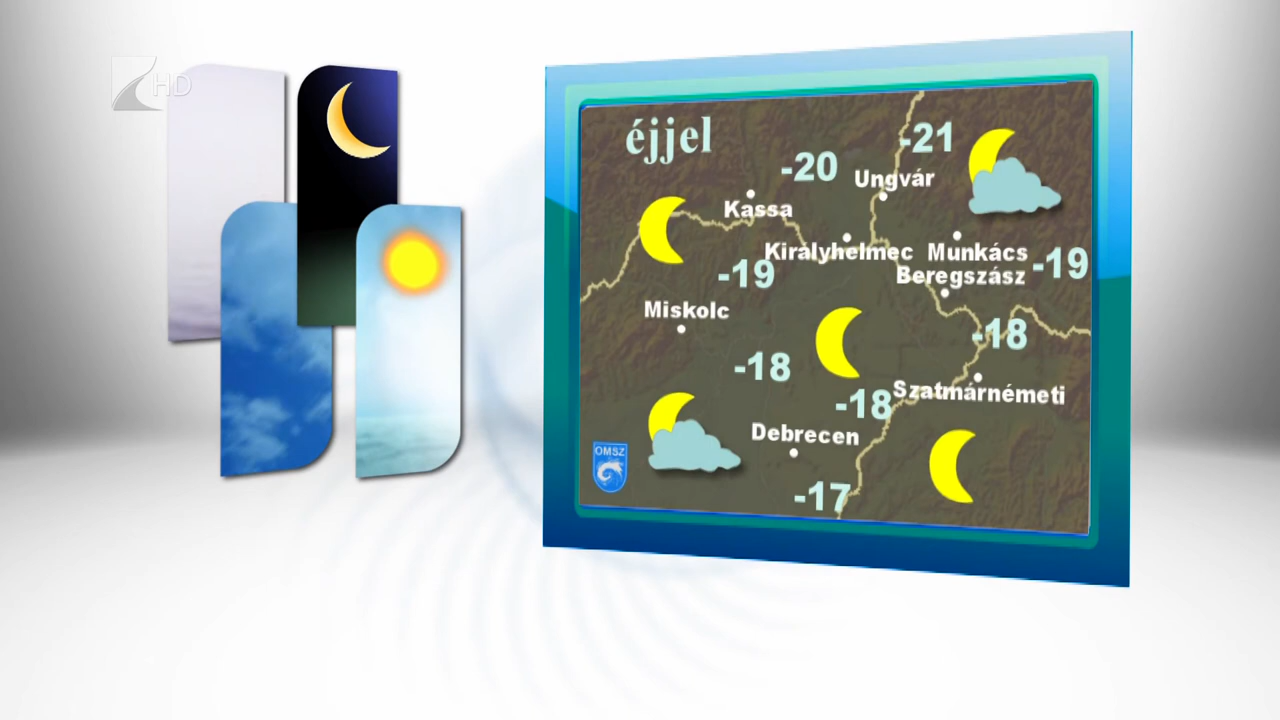 HD
éjjel
-21
-20
Ungvár
Kassa
Királyhelmec
Munkács
-19
-19
Beregszász
Miskolc
-18
-18
Szatmárnémeti
-18
Debrecen
OMSZ
-17